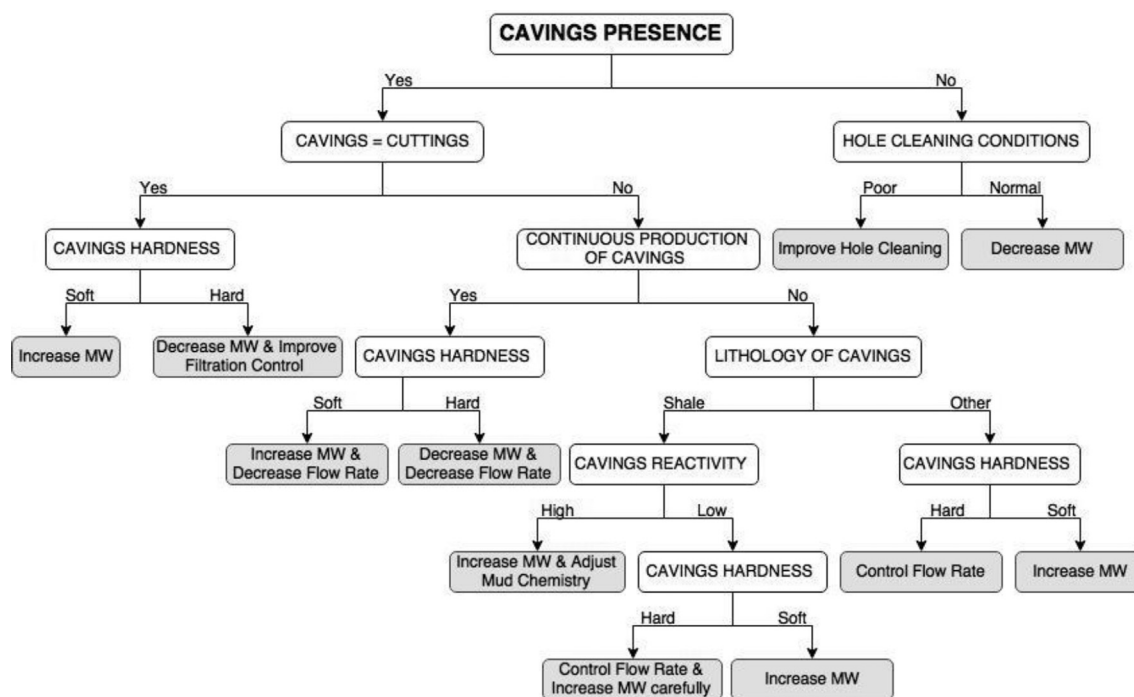 CAVINGS PRESENCE
Yes
No
CAVINGS = CUTTINGS
HOLE CLEANING CONDITIONS
Yes
No
Poor
Normal
CAVINGS HARDNESS
CONTINUOUS PRODUCTION
OF CAVINGS
Improve Hole Cleaning
Decrease MW
Soft
Hard
Yes
No
Increase MW
Decrease MW & Improve
Filtration Control
CAVINGS HARDNESS
LITHOLOGY OF CAVINGS
Soft
Hard
Shale
Other
Increase MW &
Decrease Flow Rate
Decrease MW &
Decrease Flow Rate
CAVINGS REACTIVITY
CAVINGS HARDNESS
High
Low
Hard
Soft
Increase MW & Adjust
Mud Chemistry
CAVINGS HARDNESS
Control Flow Rate
Increase MW
Hard
Soft
Control Flow Rate &
Increase MW carefully
Increase MW